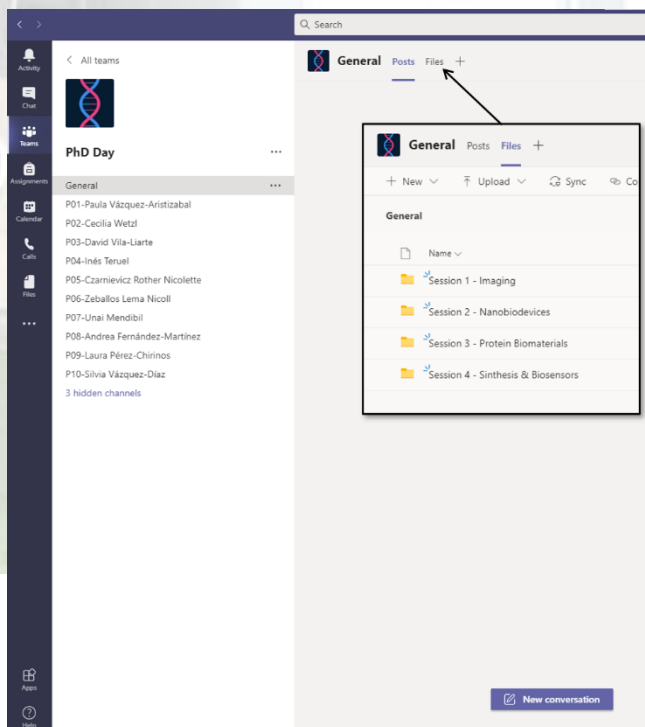 Search
Activity
Chat
Teams
Assignments
Calendar
Calls
Files
Apps
Help
All teams
PhD Day
General
P01-Paula Vázquez-Aristizabal
P02-Cecilia Wetzl
P03-David Vila-Liarte
P04-Inés Teruel
P05-Czarnievicz Rother Nicolette
P06-Zeballos Lema Nicoll
P07-Unai Mendibil
P08-Andrea Fernández-Martínez
P09-Laura Pérez-Chirinos
P10-Silvia Vázquez-Díaz
3 hidden channels
General Posts Files
General Posts Files
New Upload Sync Co
General
Name
Session 1 - Imaging
Session 2 - Nanobiodevices
Session 3 - Protein Biomaterials
Session 4 - Sinthesis & Biosensors
New conversation